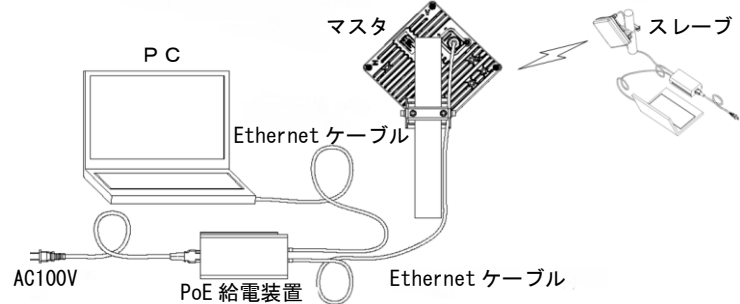 マスタ
スレーブ
ＰＣ
Ethernet ケーブル
AC100V
PoE 給電装置
Ethernet ケーブル